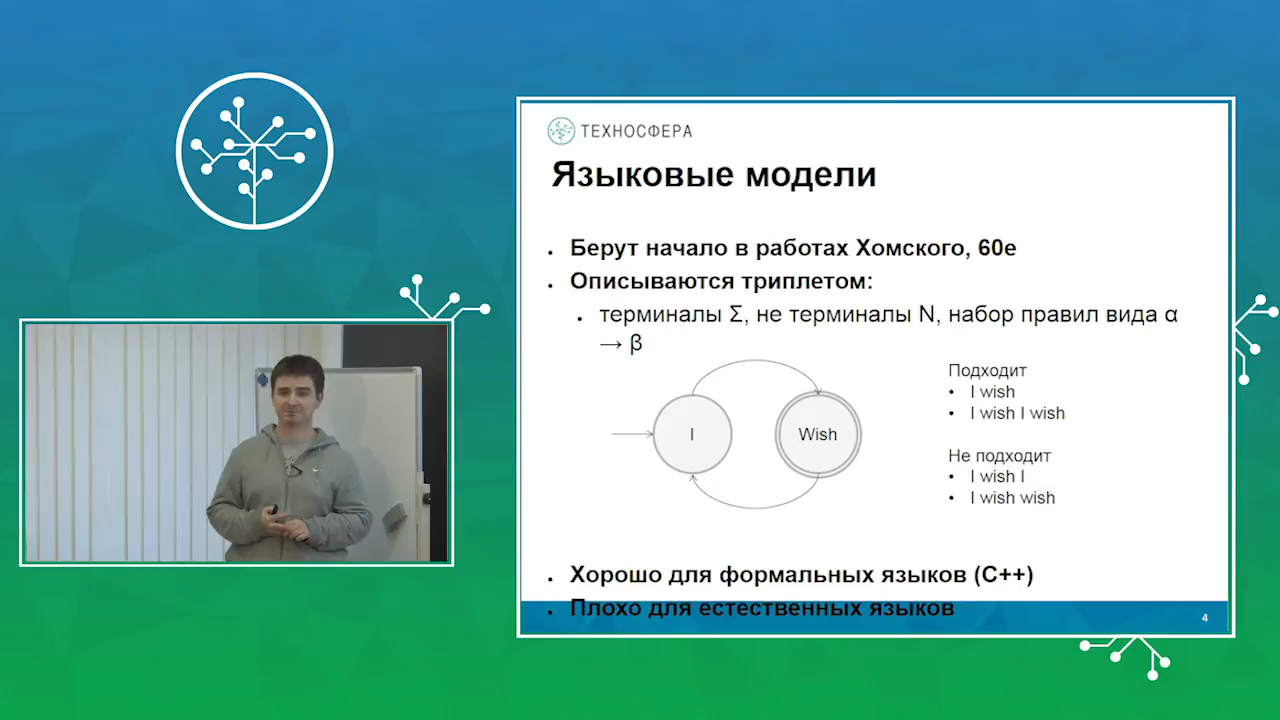 ТЕХНОСФЕРА
Языковые модели
• Берут начало в работах Хомского, 60е
• Описываются триплетом:
• терминалы Σ, не терминалы N, набор правил вида α
→ β
I
Wish
Подходит
• I wish
• I wish I wish
Не подходит
• I wish I
• I wish wish
• Хорошо для формальных языков (C++)
• Плохо для естественных языков
4